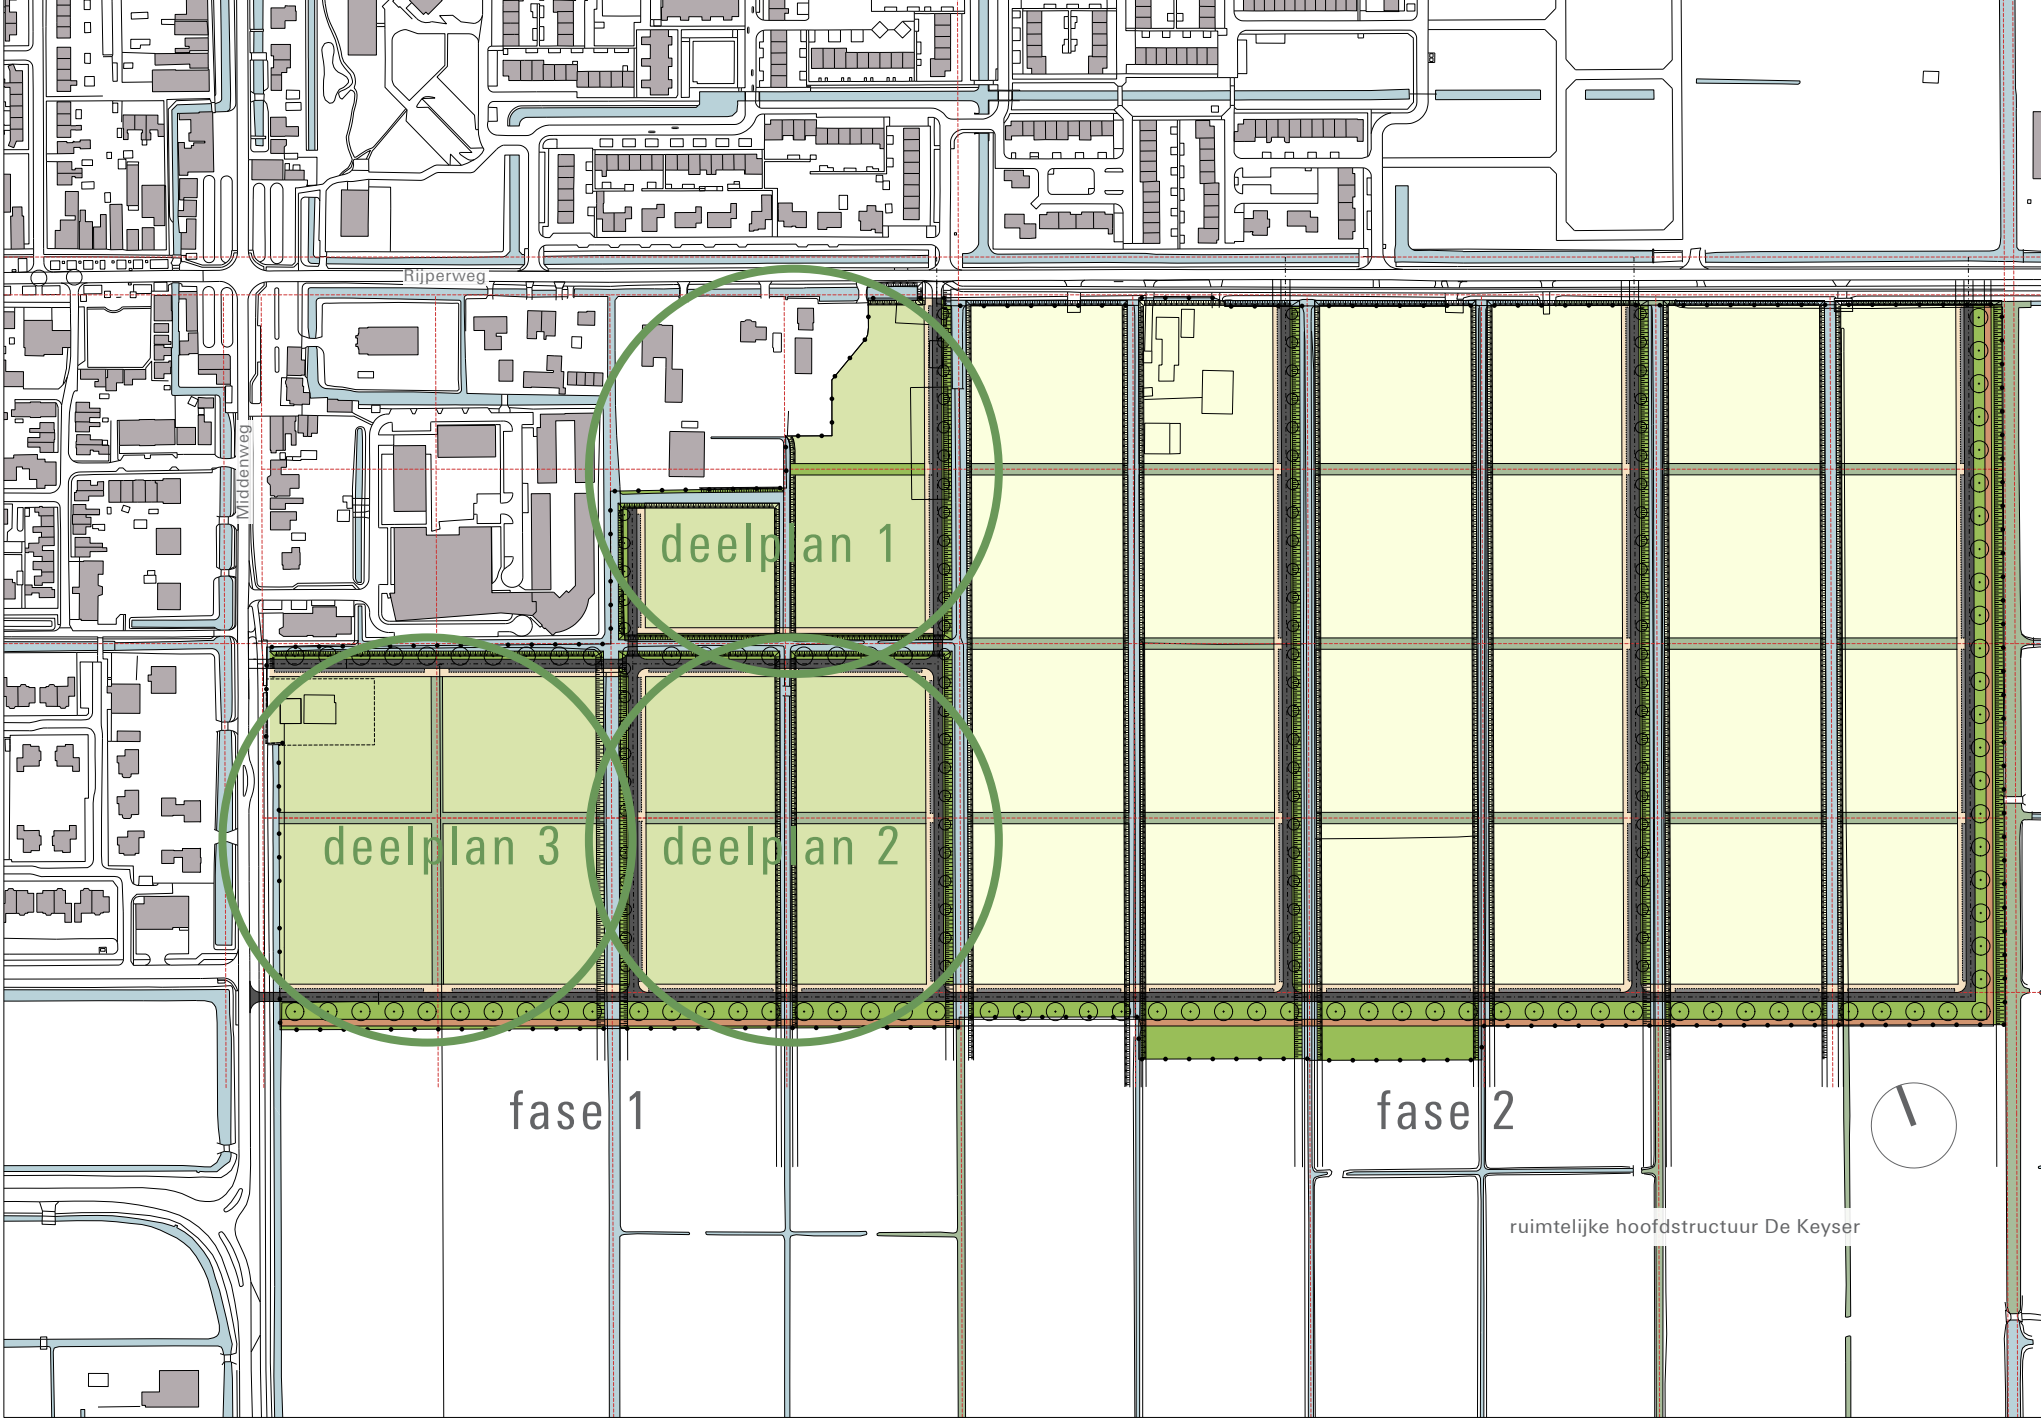 Rijperweg
Middenweg
deelplan 1
deelplan 3
deelplan 2
fase 1
fase 2
ruimtelijke hoofdstructuur De Keyser